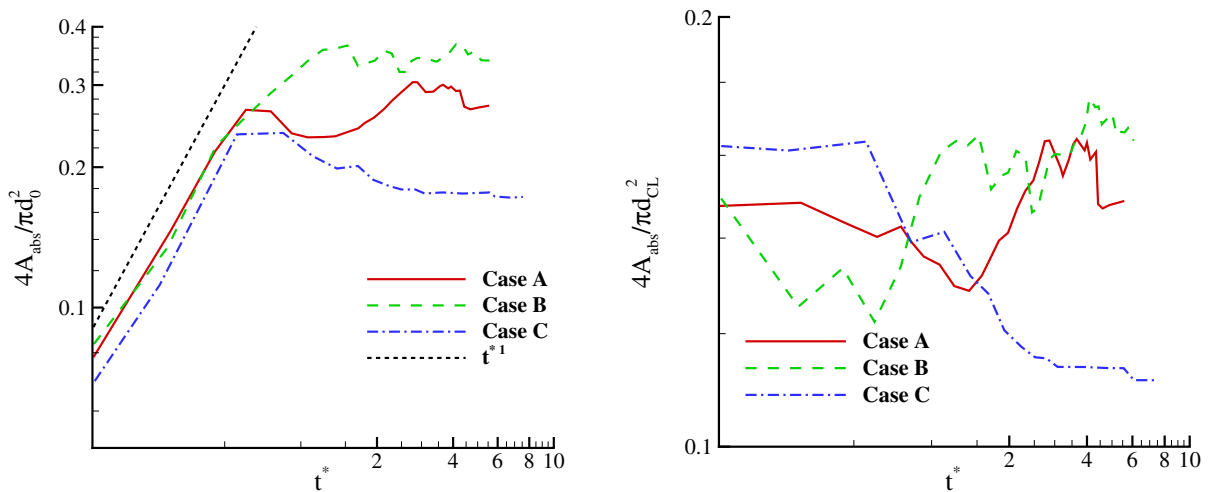 0.4
0.3
0.2
0.1
4A_abs/πd_0^2
Case A
Case B
Case C
t^* 1
2
4
6
8
10
t^*
0.2
0.1
4A_abs/πd_CL^2
Case A
Case B
Case C
2
4
6
8
10
t^*